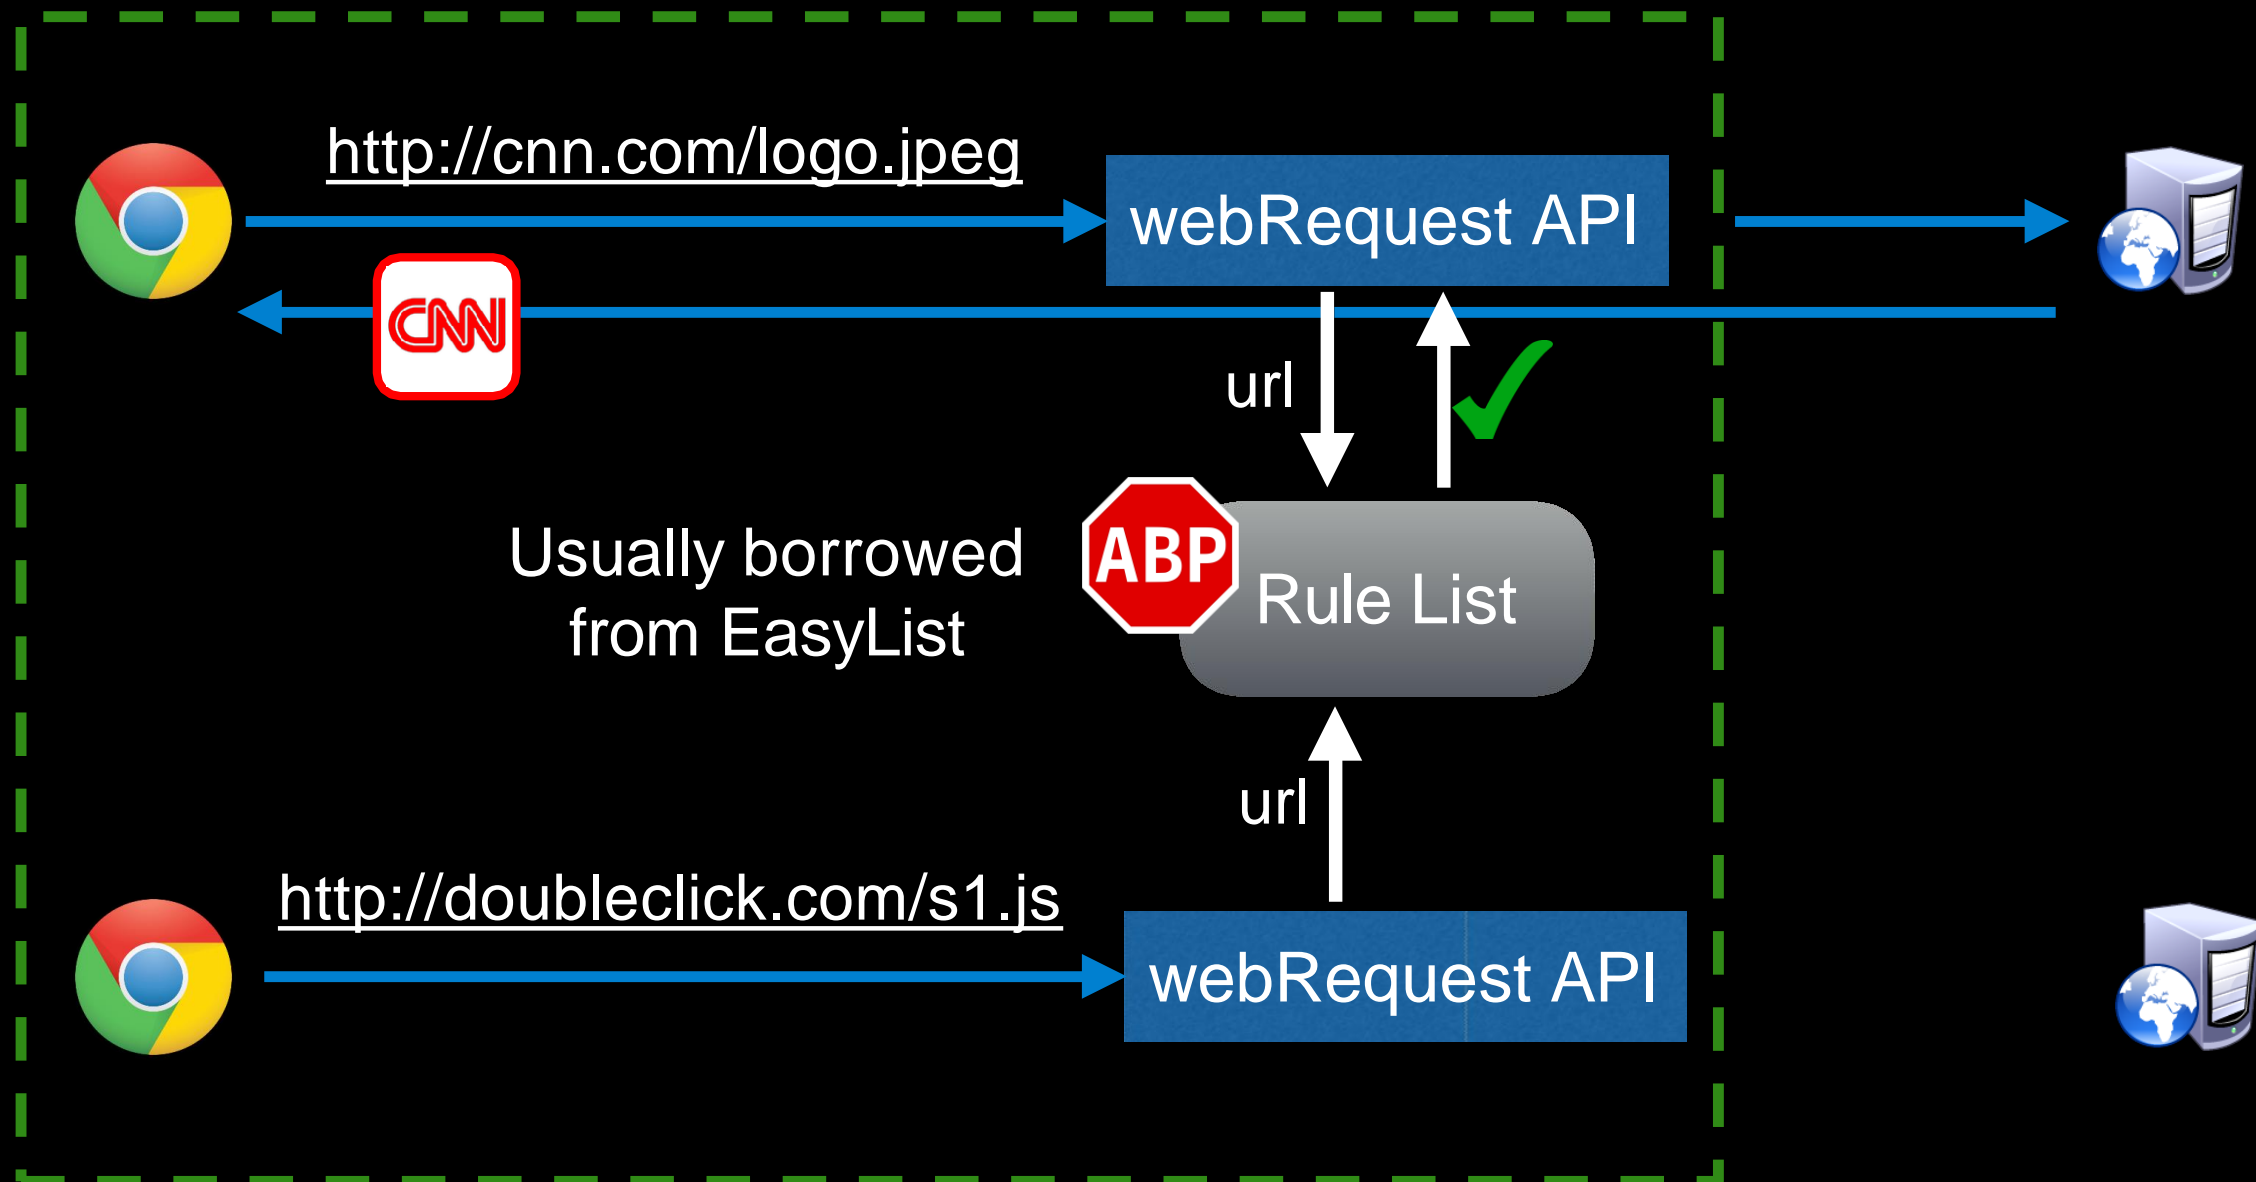 http://cnn.com/logo.jpeg
webRequest API
CNN
url
Usually borrowed
from EasyList
ABP
Rule List
url
http://doubleclick.com/s1.js
webRequest API